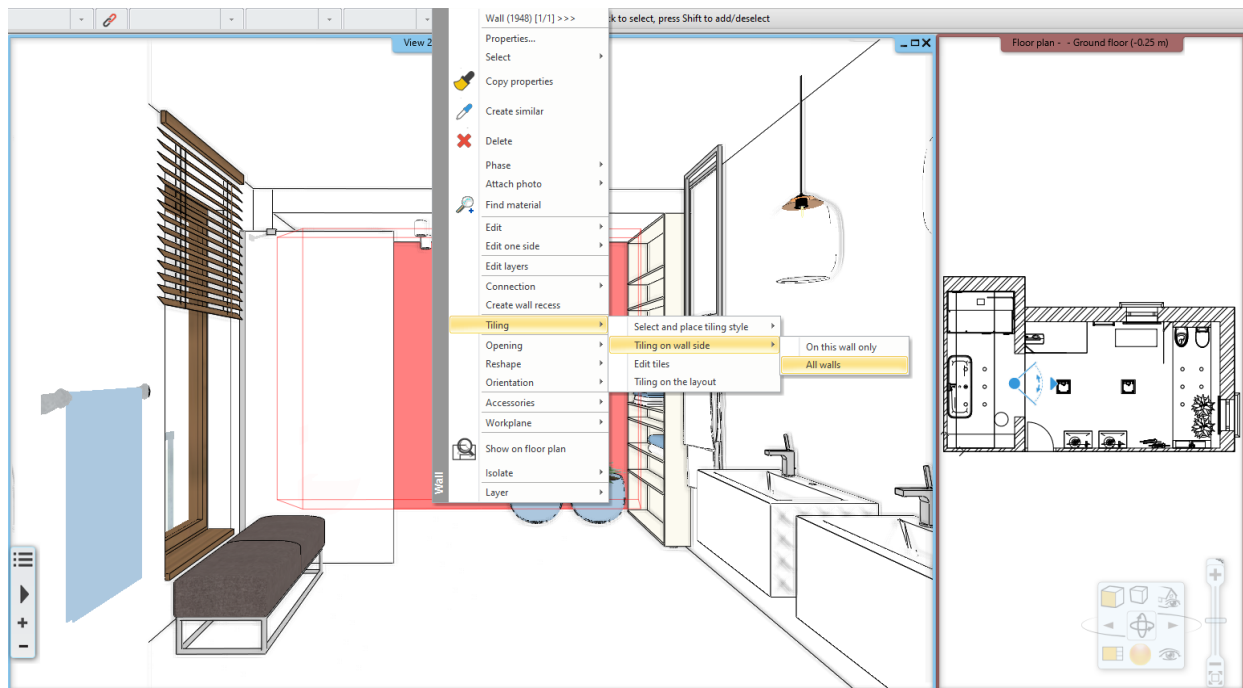 Wall (1948) [1/1] >>>
to select, press Shift to add/deselect
View 2
Floor plan - - Ground floor (-0.25 m)
Properties...
Select
Copy properties
Create similar
Delete
Phase
Attach photo
Find material
Edit
Edit one side
Edit layers
Connection
Create wall recess
Tiling
Select and place tiling style
Opening
Tiling on wall side
On this wall only
Reshape
Edit tiles
All walls
Orientation
Tiling on the layout
Accessories
Workplane
Show on floor plan
Isolate
Layer
Wall